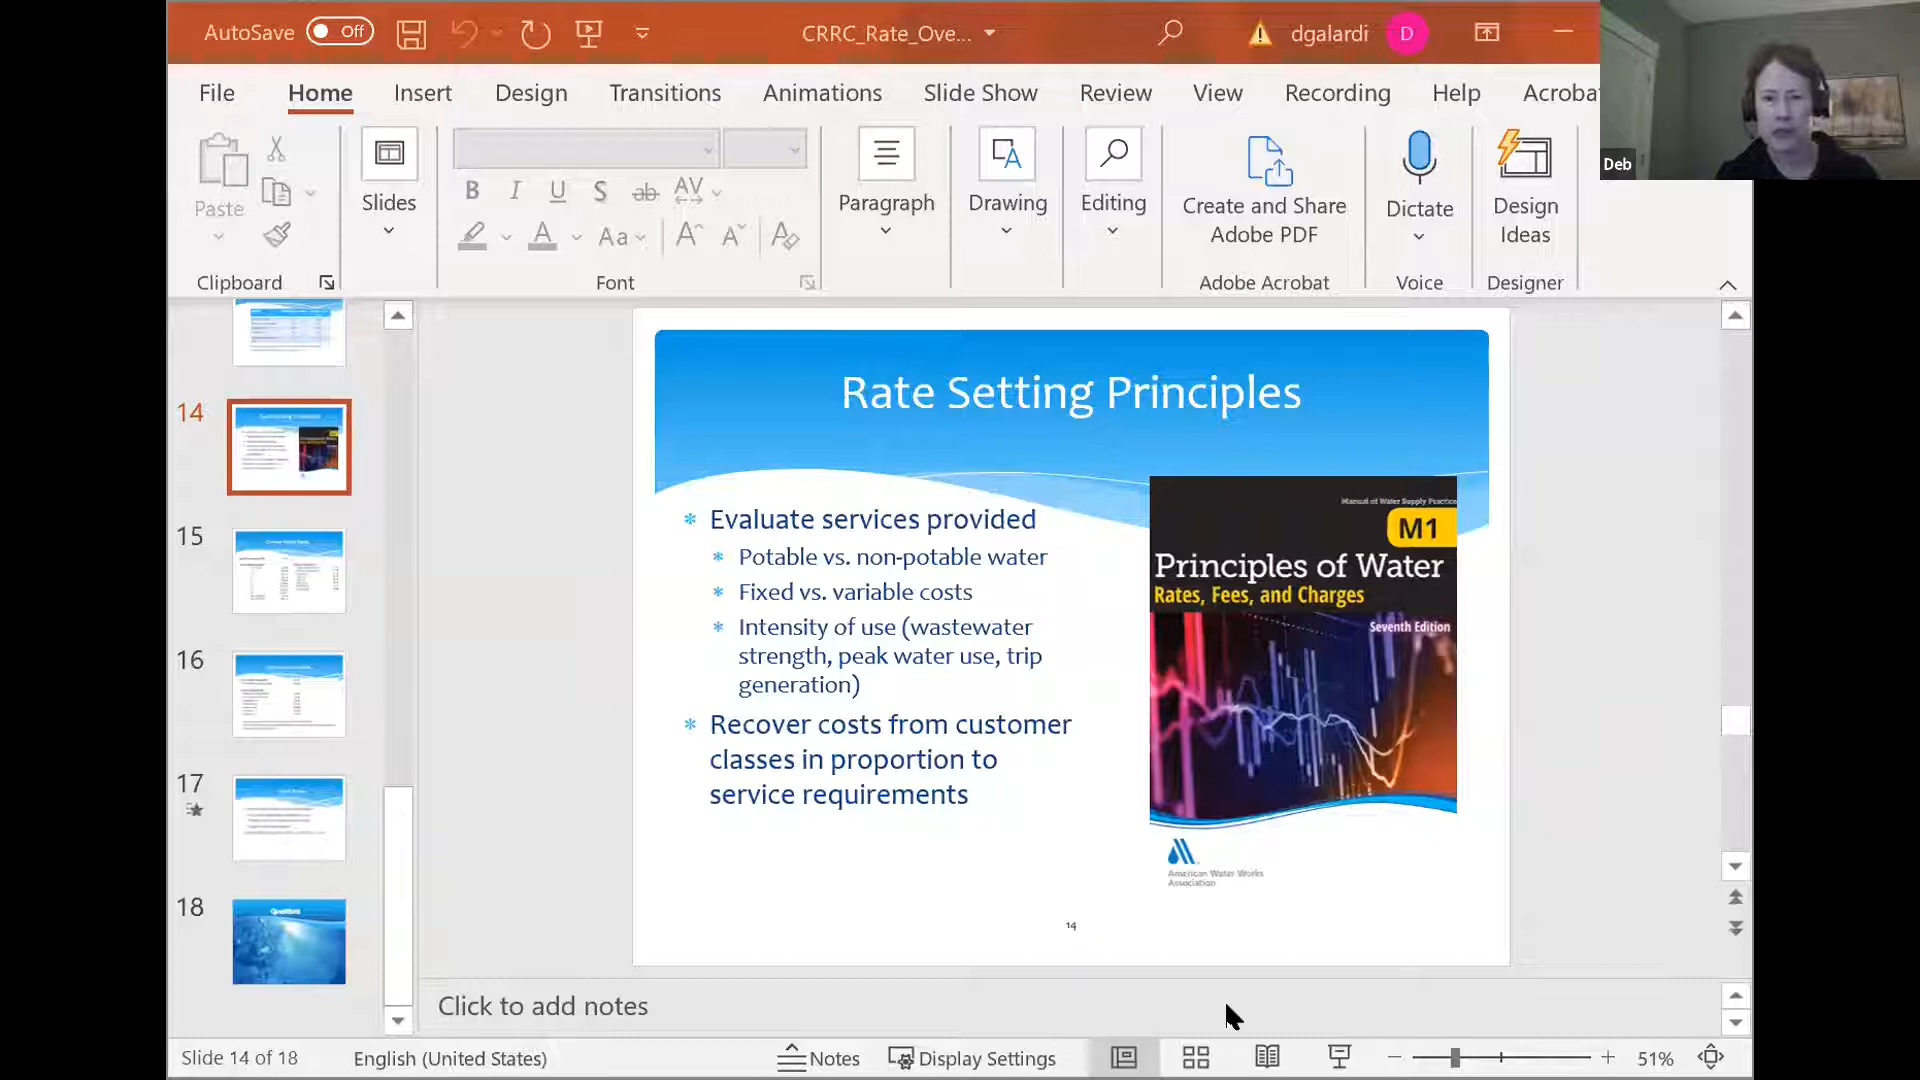 AutoSave Off CRRC_Rate_Ove... dgalardi D
File Home Insert Design Transitions Animations Slide Show Review View Recording Help Acroba
Deb
Paste
Slides
B I U S ab AV
Aa A A A
Paragraph
Drawing
Editing
Create and Share
Adobe PDF
Dictate
Design
Ideas
Clipboard Font Adobe Acrobat Voice Designer
14
15
16
17
18
Questions
Rate Setting Principles
Evaluate services provided
Potable vs. non-potable water
Fixed vs. variable costs
Intensity of use (wastewater
strength, peak water use, trip
generation)
Recover costs from customer
classes in proportion to
service requirements
Manual of Water Supply Practice
M1
Principles of Water
Rates, Fees, and Charges
Seventh Edition
American Water Works
Association
14
Click to add notes
Slide 14 of 18 English (United States) Notes Display Settings 51%